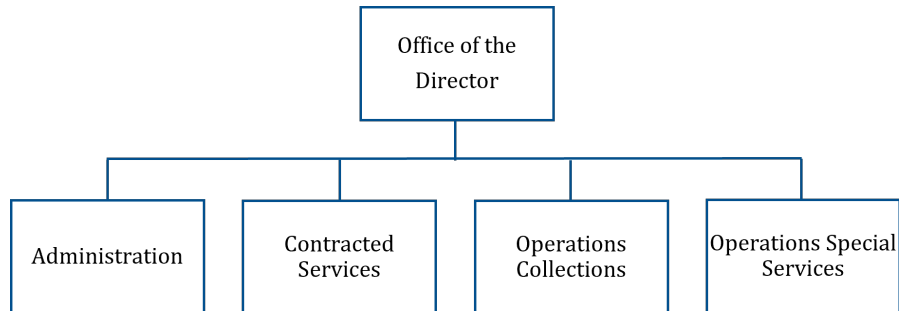 Office of the
Director
Administration
Contracted
Services
Operations
Collections
Operations Special
Services